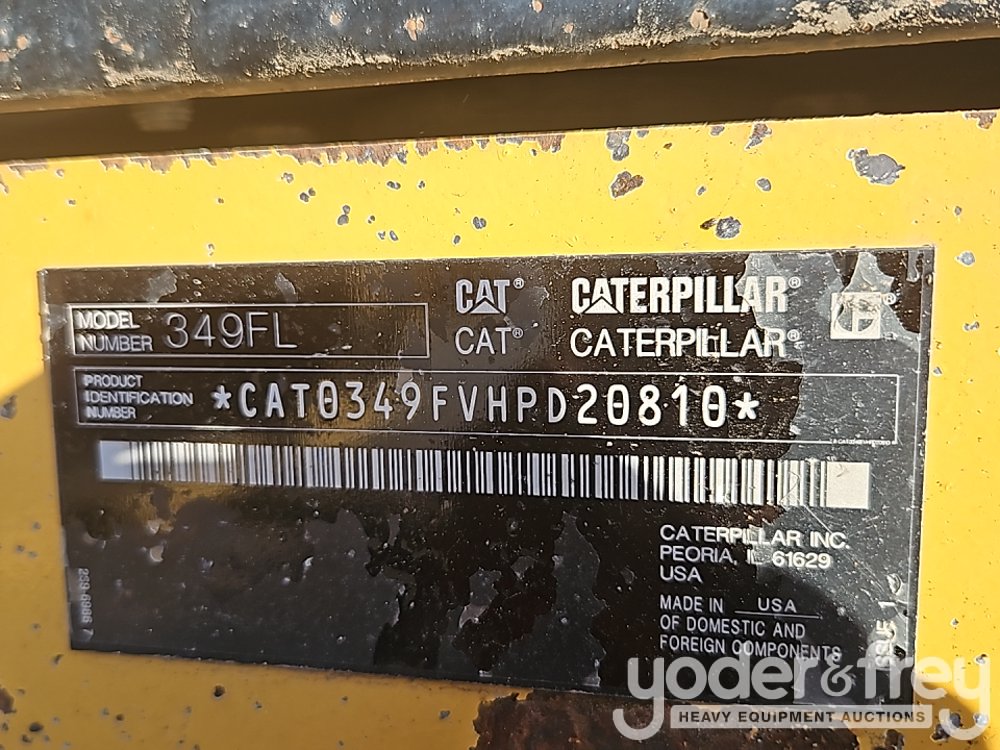 CAT® CATERPILLAR®
CAT® CATERPILLAR®
MODEL NUMBER 349FL
PRODUCT IDENTIFICATION NUMBER *CAT0349FVHPD20810*
CATERPILLAR INC.
PEORIA, IL 61629
USA
MADE IN USA
OF DOMESTIC AND
FOREIGN COMPONENTS
yoder&frey
HEAVY EQUIPMENT AUCTIONS